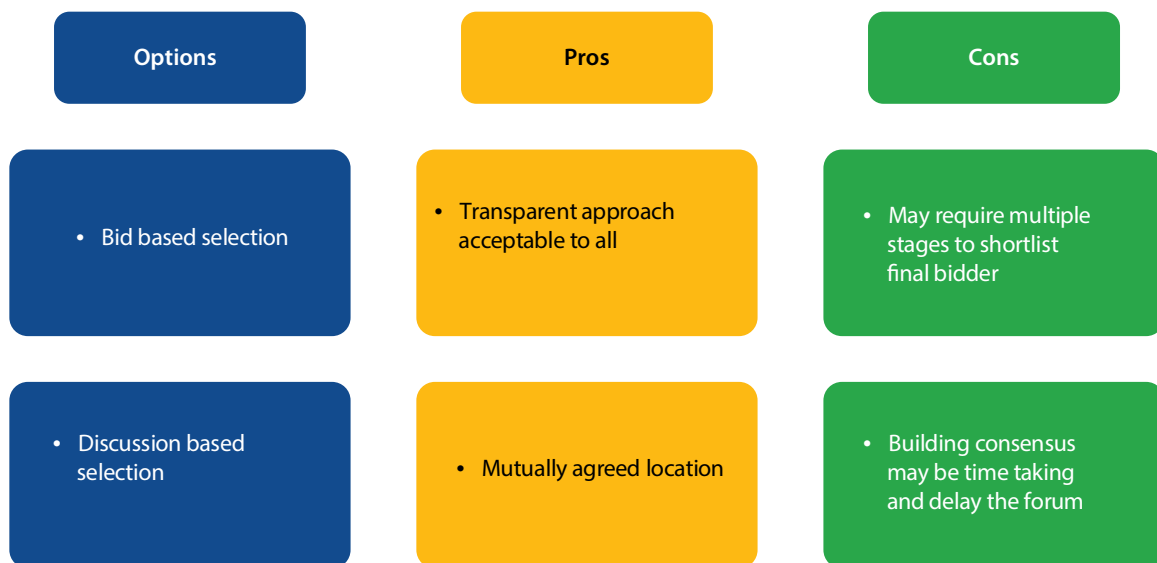 Options
Pros
Cons
• Bid based selection
• Transparent approach
acceptable to all
• May require multiple
stages to shortlist
final bidder
• Discussion based
selection
• Mutually agreed location
• Building consensus
may be time taking
and delay the forum